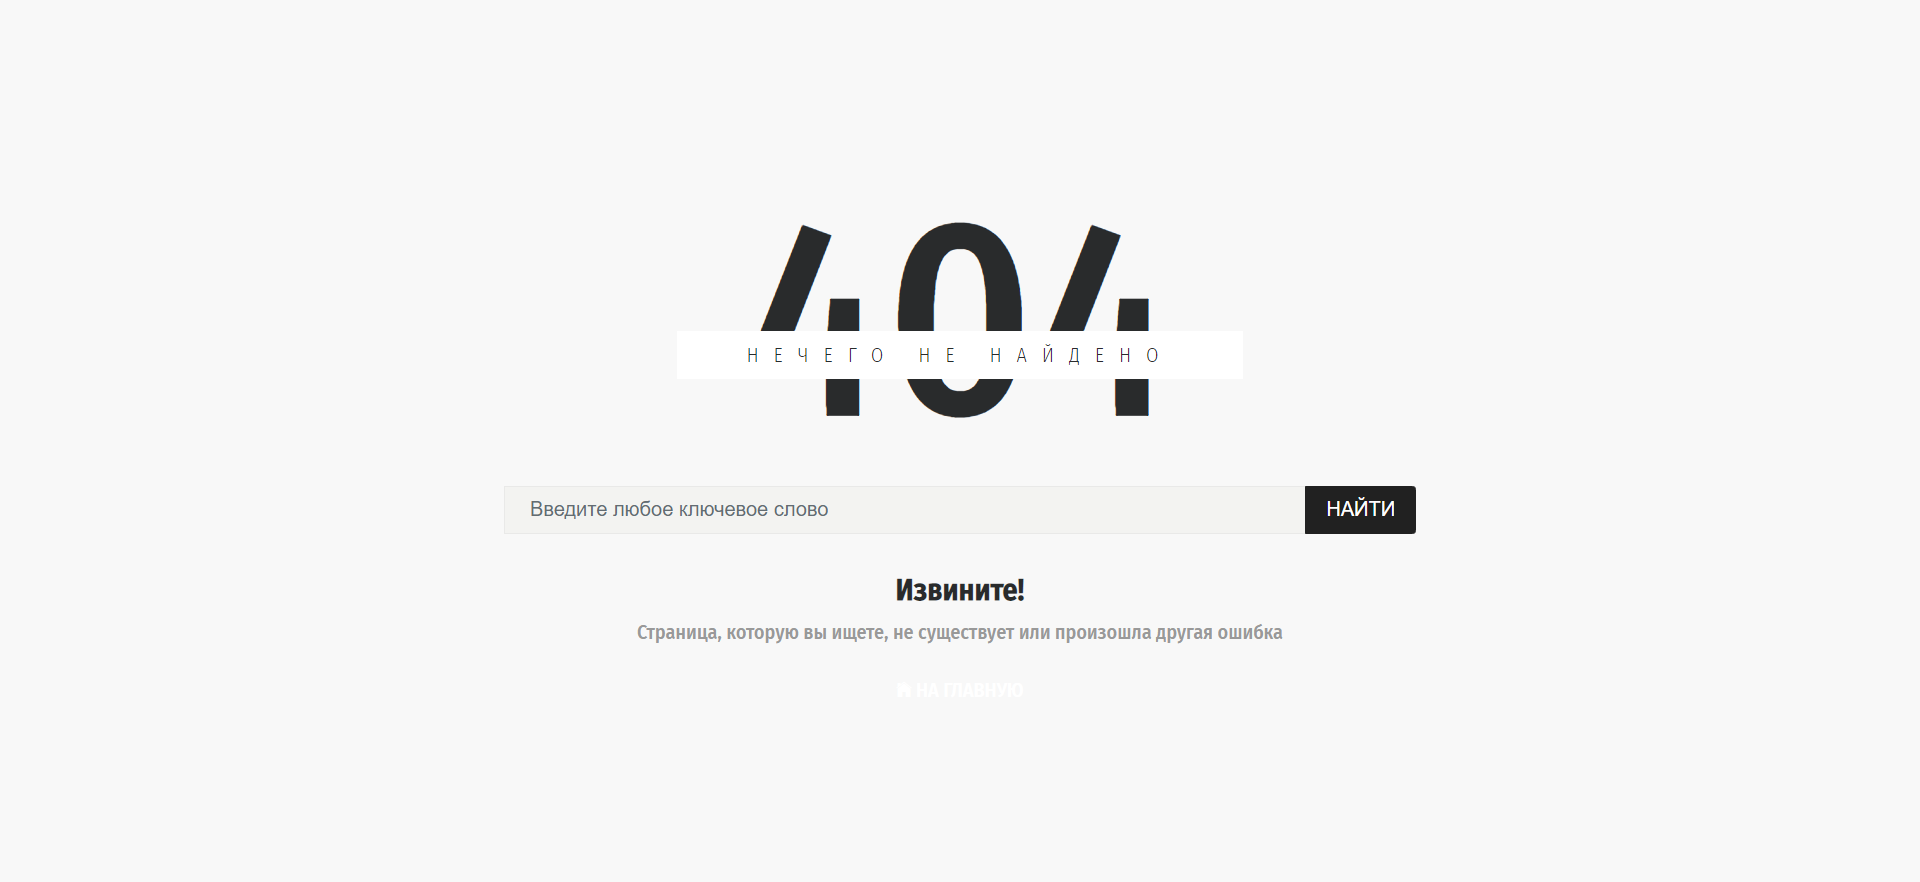 404
НЕЧЕГО НЕ НАЙДЕНО
Введите любое ключевое слово
НАЙТИ
Извините!
Страница, которую вы ищете, не существует или произошла другая ошибка
НА ГЛАВНУЮ